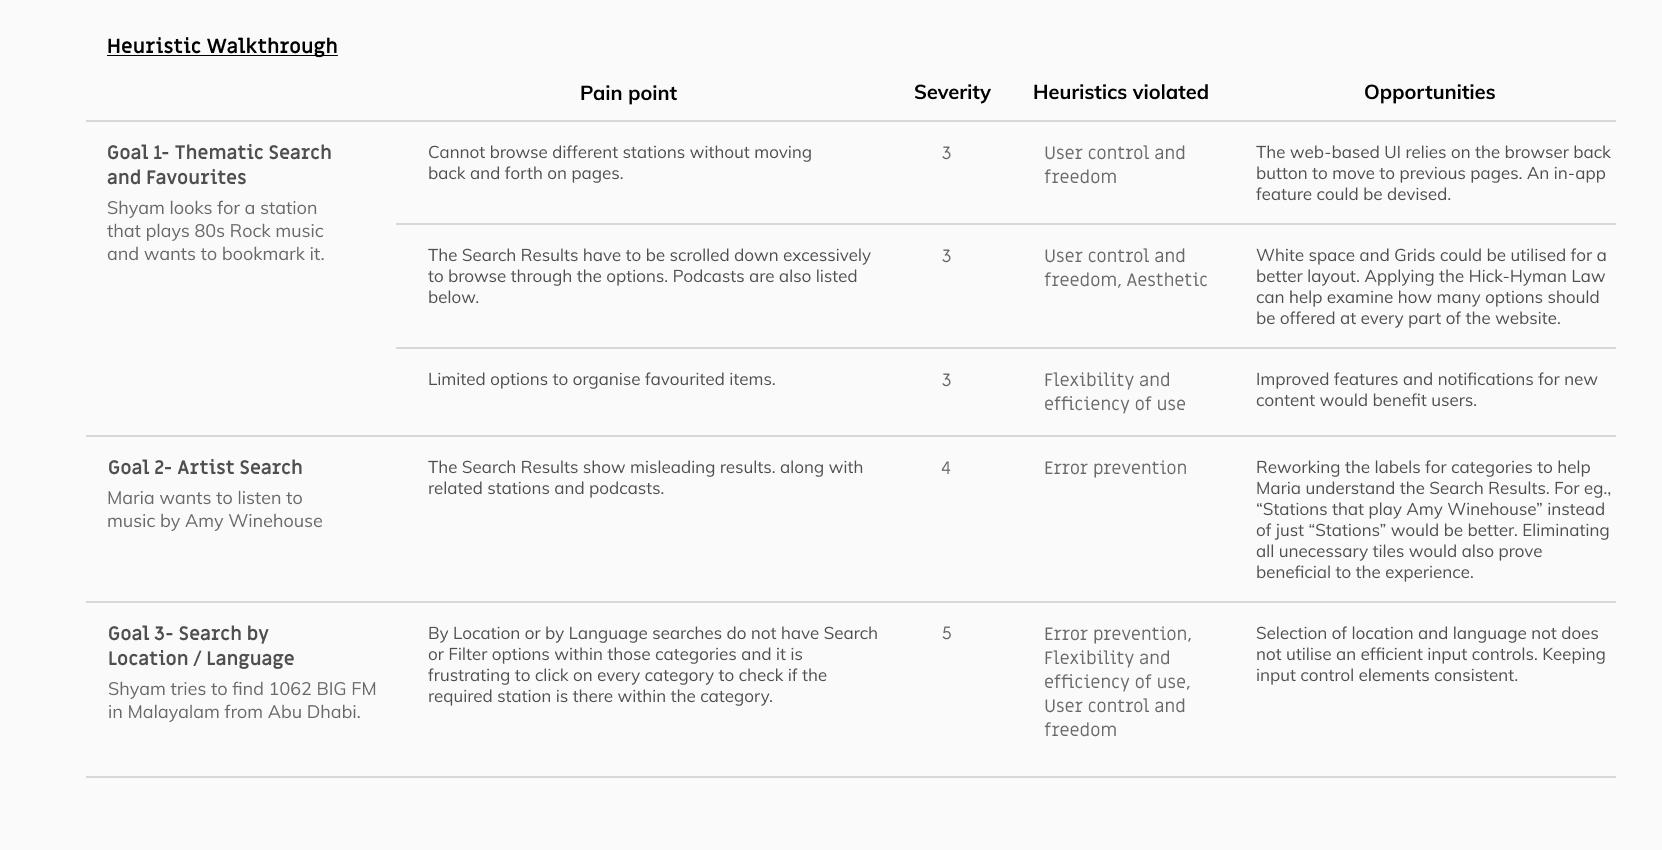 Heuristic Walkthrough
Pain point
Severity
Heuristics violated
Opportunities
Goal 1- Thematic Search
and Favourites
Shyam looks for a station
that plays 80s Rock music
and wants to bookmark it.
Cannot browse different stations without moving
back and forth on pages.
3
User control and
freedom
The web-based UI relies on the browser back
button to move to previous pages. An in-app
feature could be devised.
The Search Results have to be scrolled down excessively
to browse through the options. Podcasts are also listed
below.
3
User control and
freedom, Aesthetic
White space and Grids could be utilised for a
better layout. Applying the Hick-Hyman Law
can help examine how many options should
be offered at every part of the website.
Limited options to organise favourited items.
3
Flexibility and
efficiency of use
Improved features and notifications for new
content would benefit users.
Goal 2- Artist Search
Maria wants to listen to
music by Amy Winehouse
The Search Results show misleading results. along with
related stations and podcasts.
4
Error prevention
Reworking the labels for categories to help
Maria understand the Search Results. For eg.,
“Stations that play Amy Winehouse” instead
of just “Stations” would be better. Eliminating
all unecessary tiles would also prove
beneficial to the experience.
Goal 3- Search by
Location / Language
Shyam tries to find 1062 BIG FM
in Malayalam from Abu Dhabi.
By Location or by Language searches do not have Search
or Filter options within those categories and it is
frustrating to click on every category to check if the
required station is there within the category.
5
Error prevention,
Flexibility and
efficiency of use,
User control and
freedom
Selection of location and language not does
not utilise an efficient input controls. Keeping
input control elements consistent.